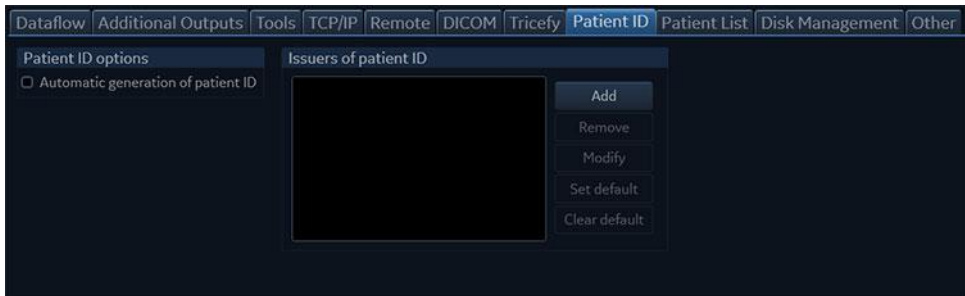 Dataflow Additional Outputs Tools TCP/IP Remote DICOM Tricefy Patient ID Patient List Disk Management Other
Patient ID options
Automatic generation of patient ID
Issuers of patient ID
Add
Remove
Modify
Set default
Clear default